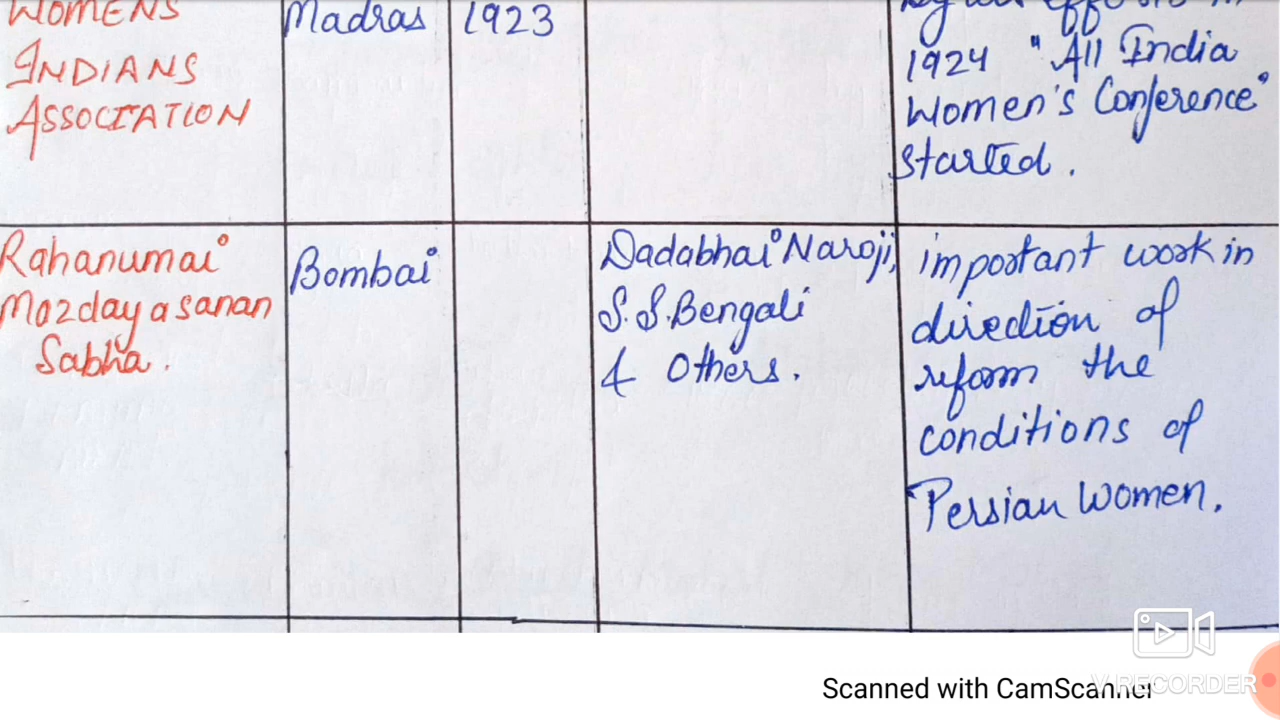 WOMENS
INDIANS
ASSOCIATION
Madras
1923
1924 "All India
Women's Conference"
started.
Rahanumai
Mazdayasanan
Sabha.
Bombai
Dadabhai Naroji,
S.S.Bengali
& Others.
important work in
direction of
reform the
conditions of
Persian Women.
Scanned with CamScanner
V RECORDER